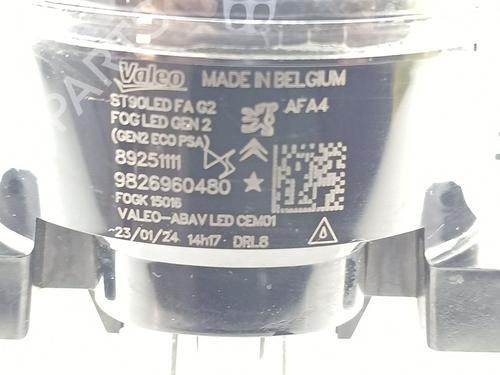 Valeo MADE IN BELGIUM
ST90LED FA G2 AFA4
FOG LED GEN 2
(GEN2 ECO PSA)
89251111
9826960480
FOGK 15016
VALEO-ABAV LED CEM01
~23/01/24 14h17 DRL8